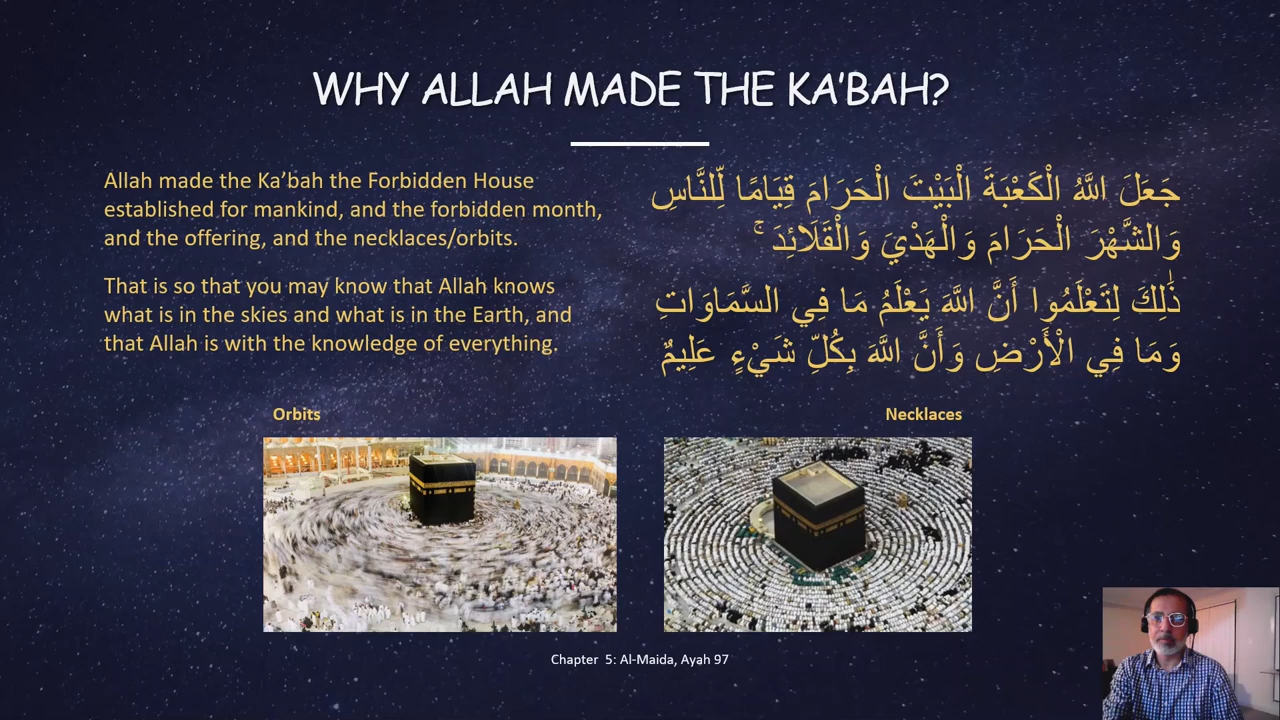 WHY ALLAH MADE THE KA’BAH?
Allah made the Ka’bah the Forbidden House
established for mankind, and the forbidden month,
and the offering, and the necklaces/orbits.
That is so that you may know that Allah knows
what is in the skies and what is in the Earth, and
that Allah is with the knowledge of everything.
جَعَلَ اللَّهُ الْكَعْبَةَ الْبَيْتَ الْحَرَامَ قِيَامًا لِّلنَّاسِ
وَالشَّهْرَ الْحَرَامَ وَالْهَدْيَ وَالْقَلَائِدَ ۚ
ذَٰلِكَ لِتَعْلَمُوا أَنَّ اللَّهَ يَعْلَمُ مَا فِي السَّمَاوَاتِ
وَمَا فِي الْأَرْضِ وَأَنَّ اللَّهَ بِكُلِّ شَيْءٍ عَلِيمٌ
Orbits
Necklaces
Chapter 5: Al-Maida, Ayah 97